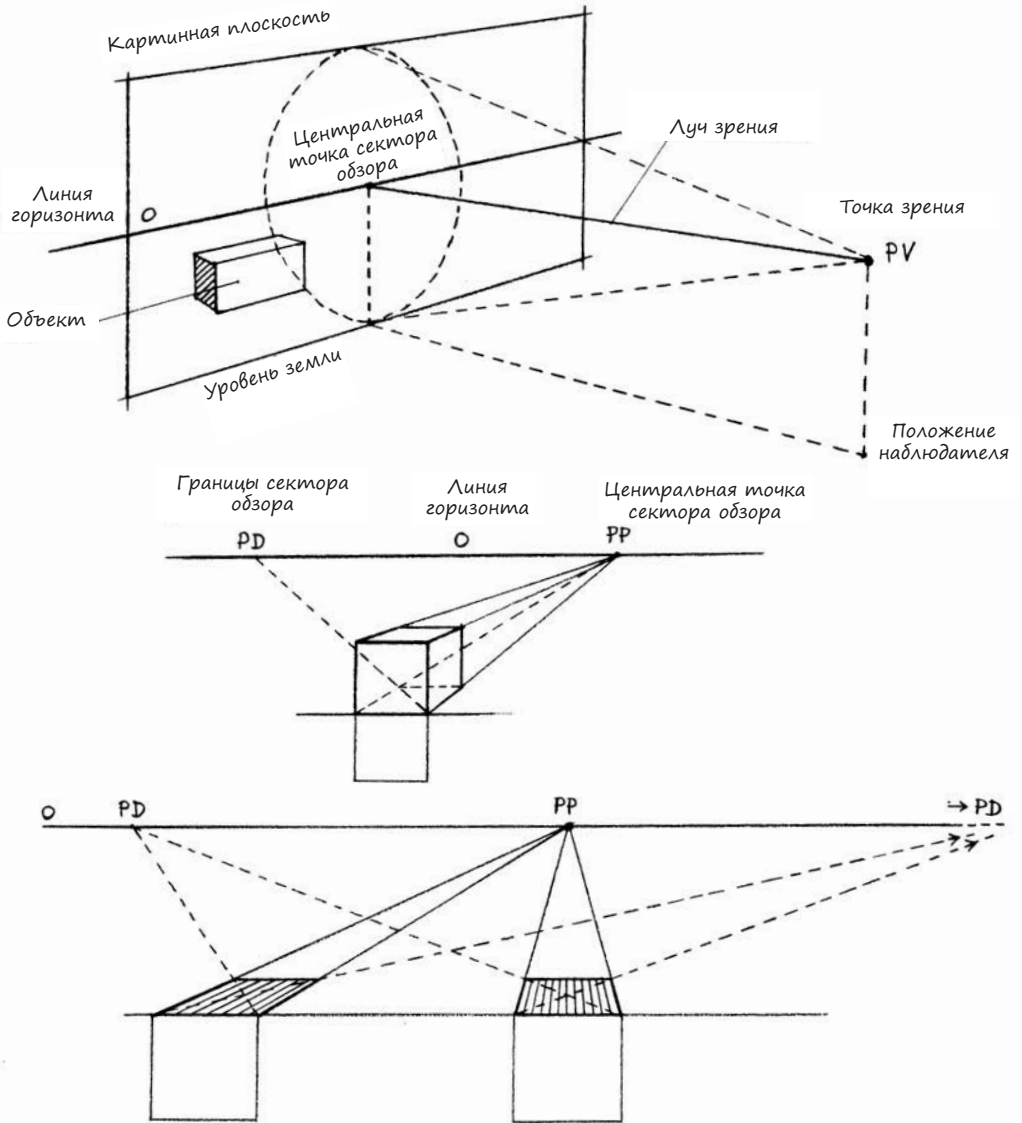 Картинная плоскость
Центральная
точка сектора
обзора
Луч зрения
Линия
горизонта
O
Точка зрения
PV
Объект
Уровень земли
Положение
наблюдателя
Границы сектора
обзора
Линия
горизонта
Центральная точка
сектора обзора
PD
O
PP
O
PD
PP
→ PD